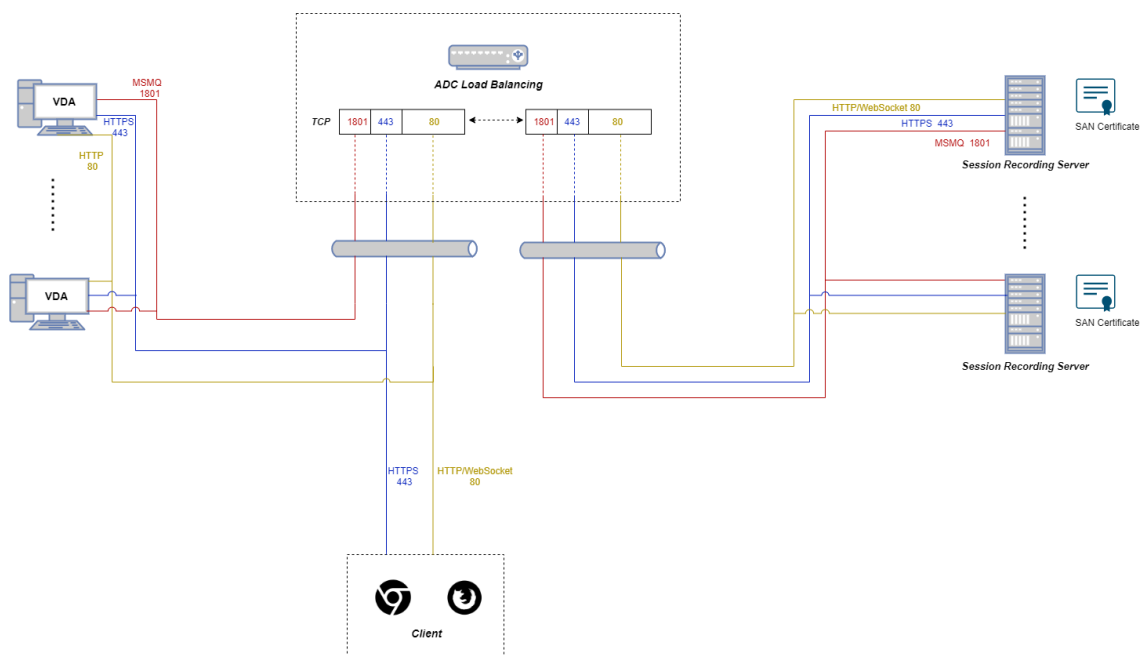 ADC Load Balancing
TCP
1801
443
80
1801
443
80
VDA
MSMQ
1801
HTTPS
443
HTTP
80
VDA
HTTP/WebSocket 80
HTTPS 443
MSMQ 1801
Session Recording Server
SAN Certificate
Session Recording Server
SAN Certificate
HTTPS
443
HTTP/WebSocket
80
Client